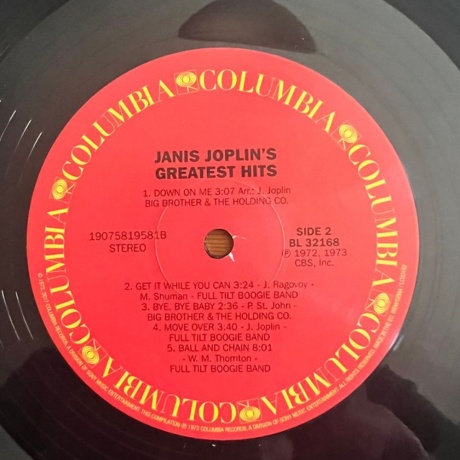 COLUMBIA COLUMBIA COLUMBIA COLUMBIA COLUMBIA COLUMBIA
JANIS JOPLIN'S
GREATEST HITS
1. DOWN ON ME 3:07 Arr.: J. Joplin
BIG BROTHER & THE HOLDING CO.
19075819581B
STEREO
SIDE 2
BL 32168
℗ 1972, 1973
CBS, Inc.
2. GET IT WHILE YOU CAN 3:24 - J. Ragovoy -
M. Shuman - FULL TILT BOOGIE BAND
3. BYE, BYE BABY 2:36 - P. St. John -
BIG BROTHER & THE HOLDING CO.
4. MOVE OVER 3:40 - J. Joplin -
FULL TILT BOOGIE BAND
5. BALL AND CHAIN 8:01
- W. M. Thornton -
FULL TILT BOOGIE BAND